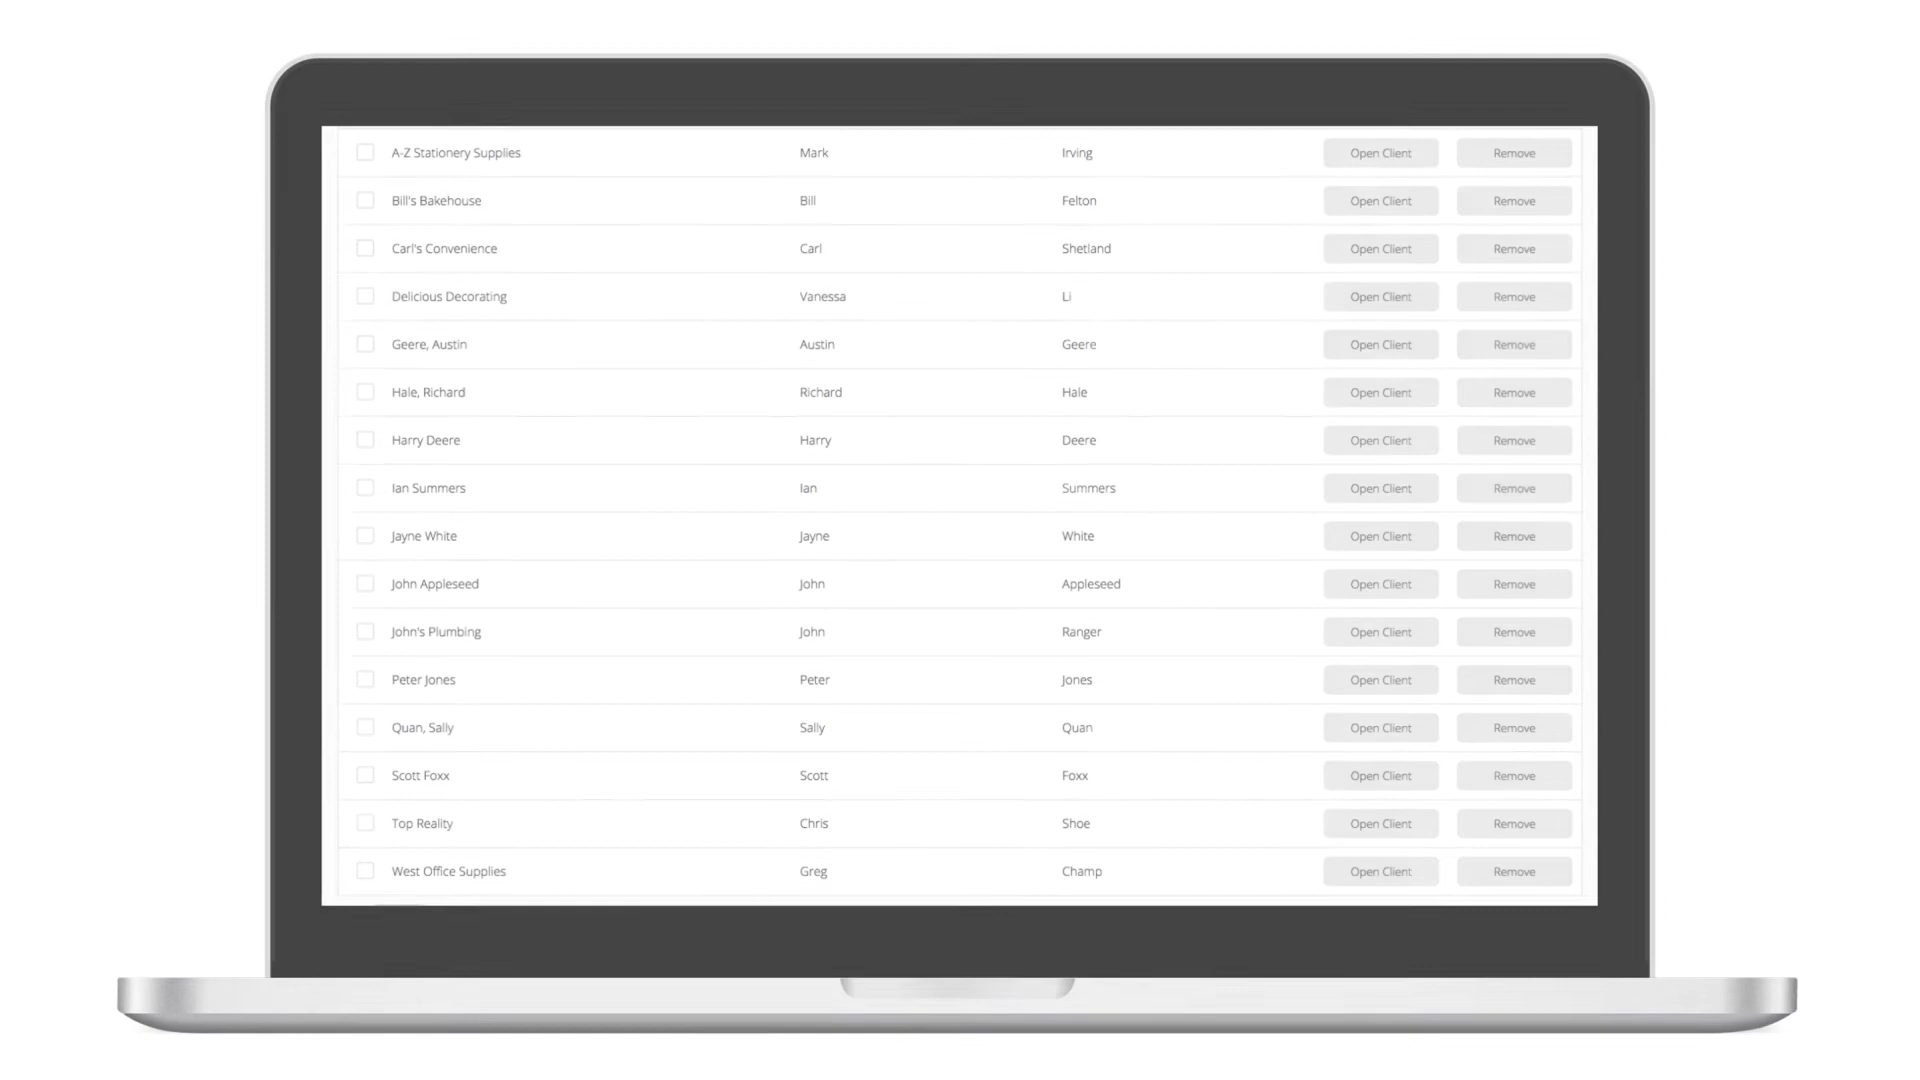 A-Z Stationery Supplies Mark Irving Open Client Remove
Bill's Bakehouse Bill Felton Open Client Remove
Carl's Convenience Carl Shetland Open Client Remove
Delicious Decorating Vanessa Li Open Client Remove
Geere, Austin Austin Geere Open Client Remove
Hale, Richard Richard Hale Open Client Remove
Harry Deere Harry Deere Open Client Remove
Ian Summers Ian Summers Open Client Remove
Jayne White Jayne White Open Client Remove
John Appleseed John Appleseed Open Client Remove
John's Plumbing John Ranger Open Client Remove
Peter Jones Peter Jones Open Client Remove
Quan, Sally Sally Quan Open Client Remove
Scott Foxx Scott Foxx Open Client Remove
Top Reality Chris Shoe Open Client Remove
West Office Supplies Greg Champ Open Client Remove